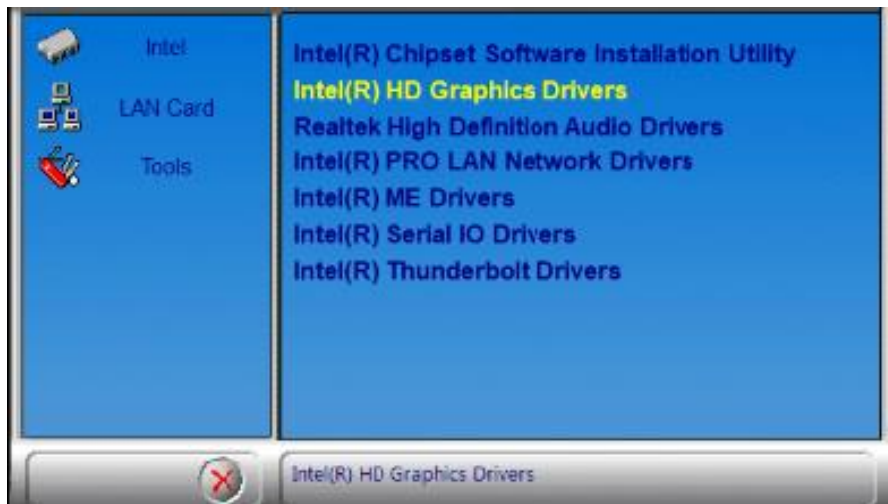 Intel
LAN Card
Tools
Intel(R) Chipset Software Installation Utility
Intel(R) HD Graphics Drivers
Realtek High Definition Audio Drivers
Intel(R) PRO LAN Network Drivers
Intel(R) ME Drivers
Intel(R) Serial IO Drivers
Intel(R) Thunderbolt Drivers
Intel(R) HD Graphics Drivers